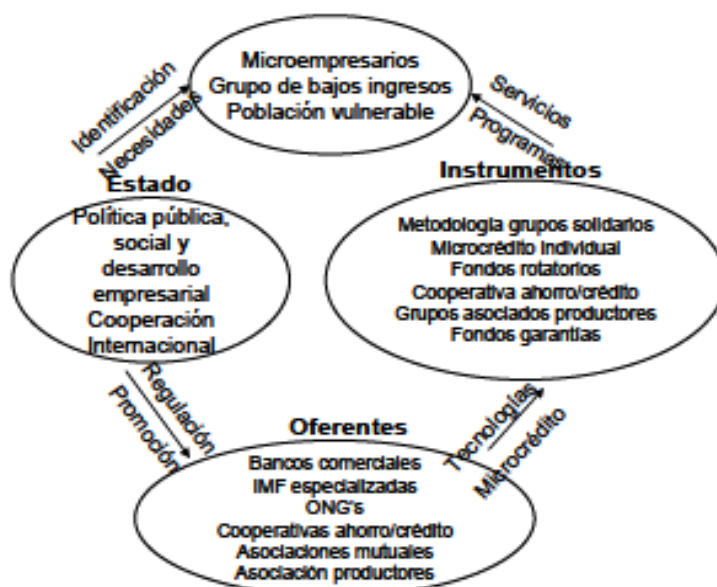 Microempresarios
Grupo de bajos ingresos
Población vulnerable
Identificación
Necesidades
Servicios
Programas
Estado
Política pública,
social y
desarrollo
empresarial
Cooperación
Internacional
Instrumentos
Metodología grupos solidarios
Microcrédito Individual
Fondos rotatorios
Cooperativa ahorro/crédito
Grupos asociados productores
Fondos garantías
Regulación
Promoción
Tecnologías
Microcrédito
Oferentes
Bancos comerciales
IMF especializadas
ONG's
Cooperativas ahorro/crédito
Asociaciones mutuales
Asociación productores